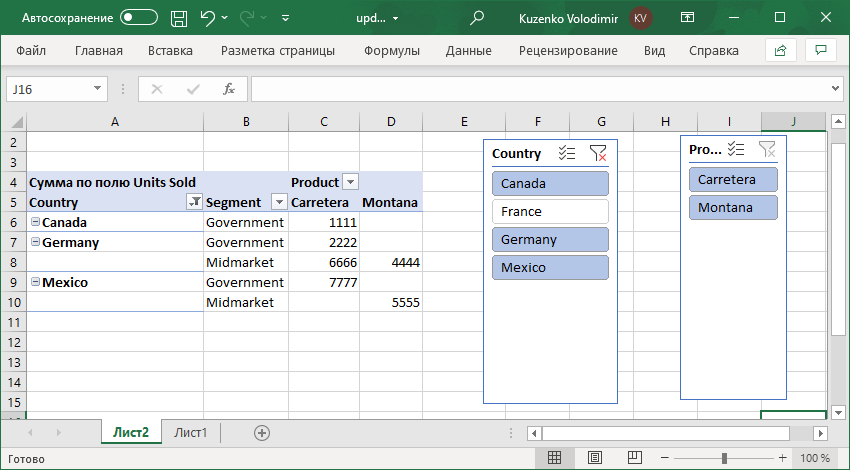 Автосохранение upd... Kuzenko Volodimir KV
Файл Главная Вставка Разметка страницы Формулы Данные Рецензирование Вид Справка
J16 fx
A B C D E F G H I J
2
3
4 Сумма по полю Units Sold Product
5 Country Segment Carretera Montana
6 Canada Government 1111
7 Germany Government 2222
8 Midmarket 6666 4444
9 Mexico Government 7777
10 Midmarket 5555
11
12
13
14
15
Country
Canada
France
Germany
Mexico
Pro...
Carretera
Montana
Лист2 Лист1
Готово 100 %